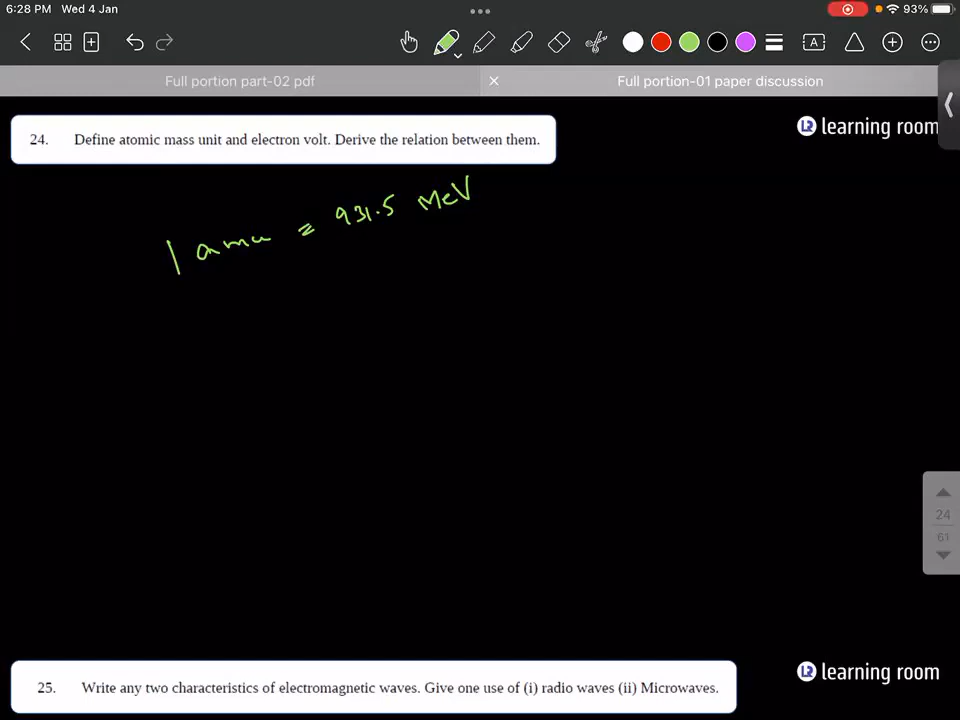 6:28 PM Wed 4 Jan
93%
Full portion part-02 pdf
Full portion-01 paper discussion
24. Define atomic mass unit and electron volt. Derive the relation between them.
learning room
1 amu = 931.5 MeV
24
61
25. Write any two characteristics of electromagnetic waves. Give one use of (i) radio waves (ii) Microwaves.
learning room